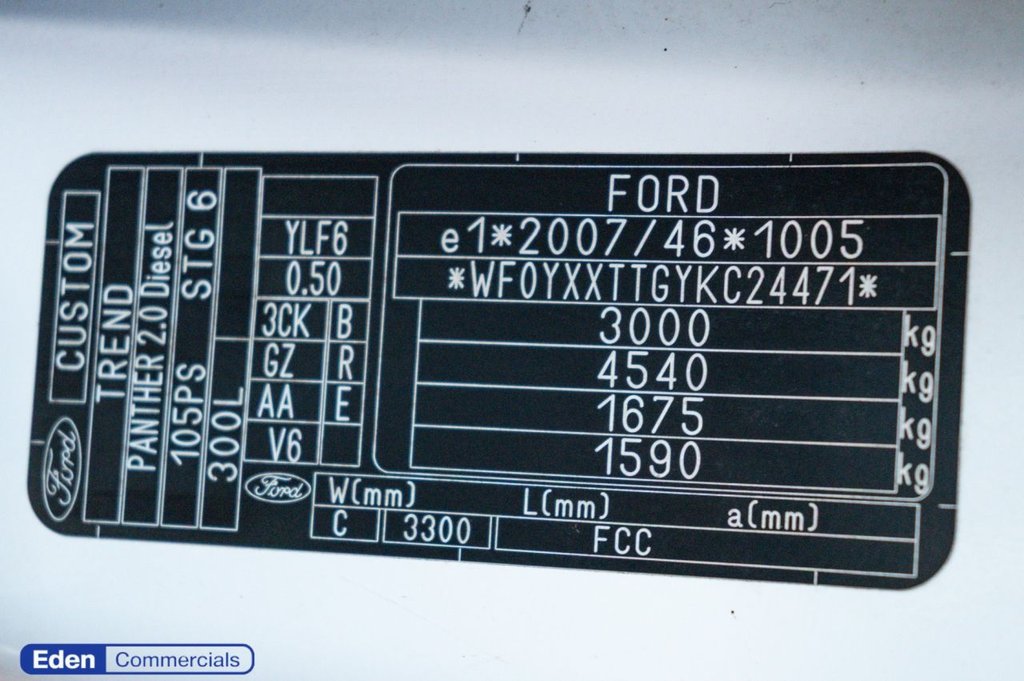 FORD
e1*2007/46*1005
*WF0YXXTTGYKC24471*
3000 kg
4540 kg
1675 kg
1590 kg
YLF6
0.50
3CK B
GZ R
AA E
V6
Ford CUSTOM
TREND
PANTHER 2.0 Diesel
105PS STG 6
300L
Ford
W(mm) L(mm) a(mm)
C 3300 FCC
Eden Commercials